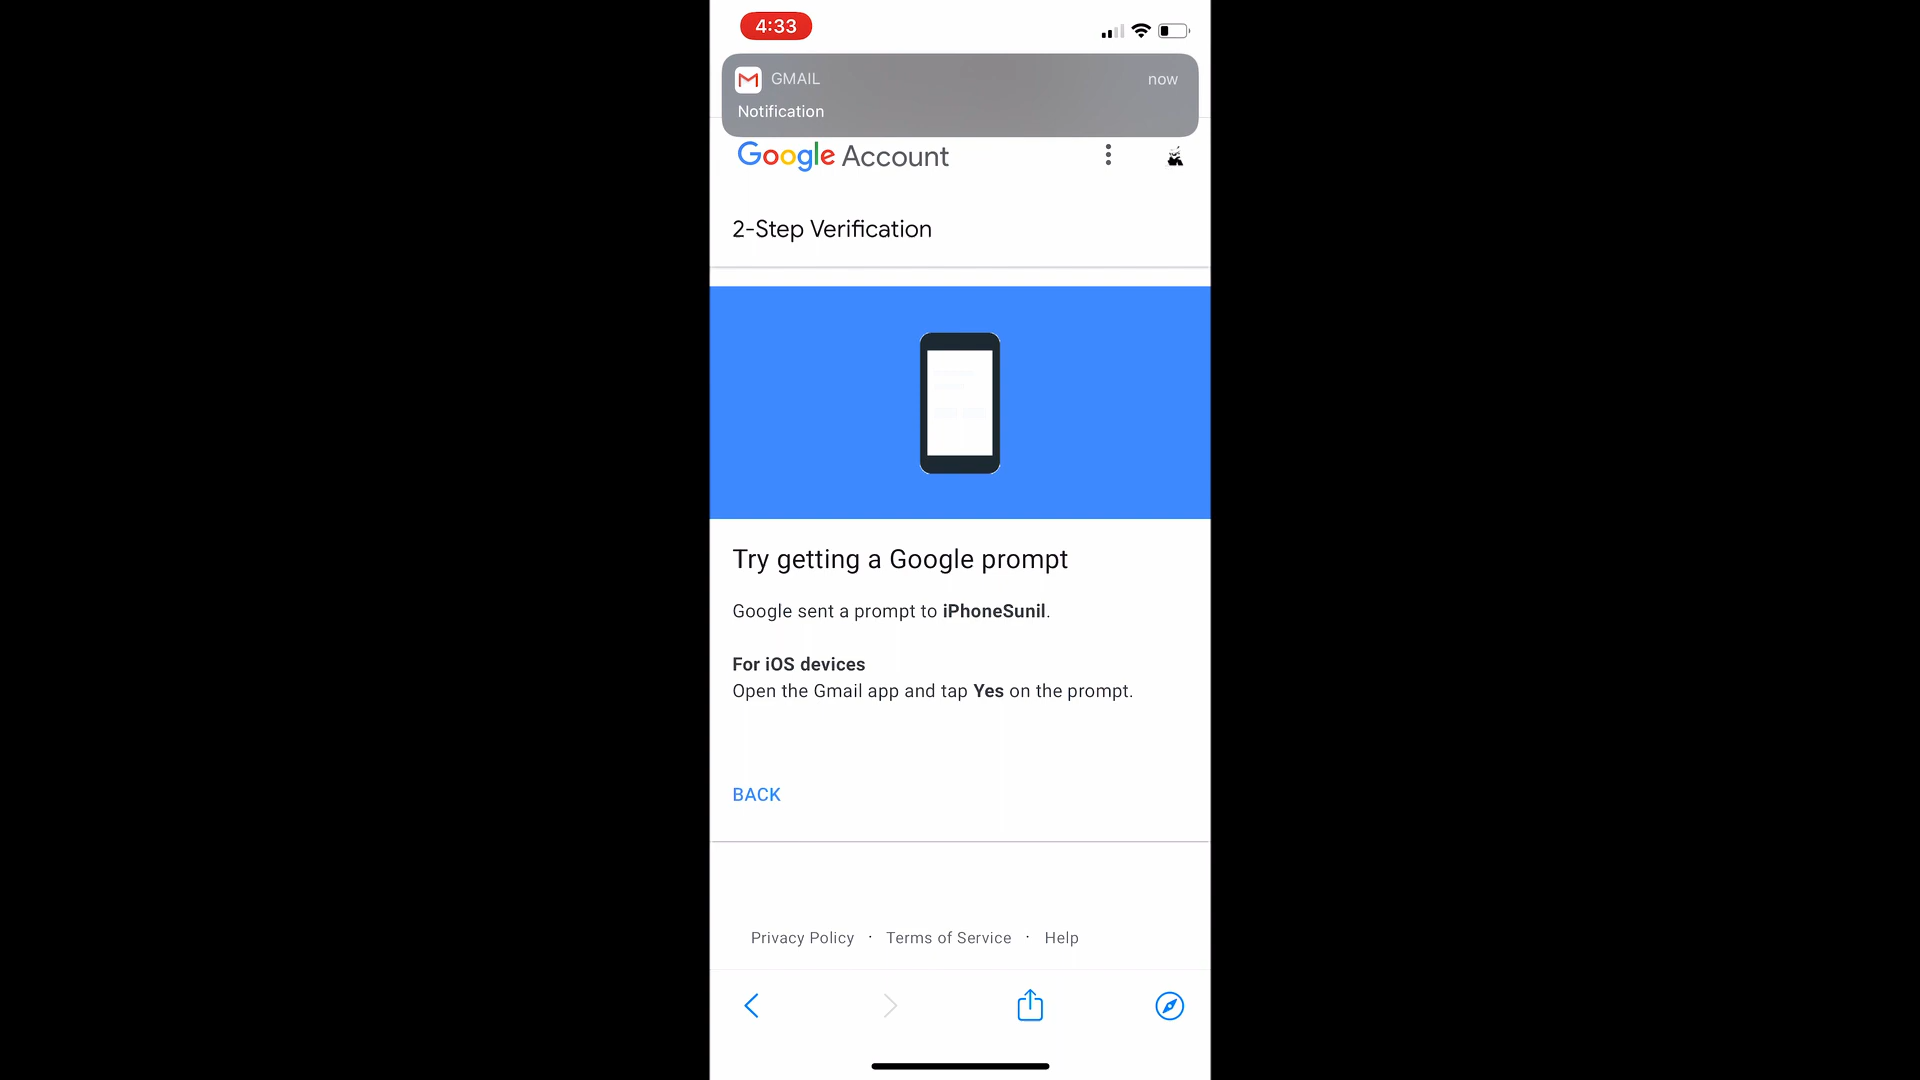 4:33
GMAIL now
Notification
Google Account
2-Step Verification
Try getting a Google prompt
Google sent a prompt to iPhoneSunil.
For iOS devices
Open the Gmail app and tap Yes on the prompt.
BACK
Privacy Policy · Terms of Service · Help